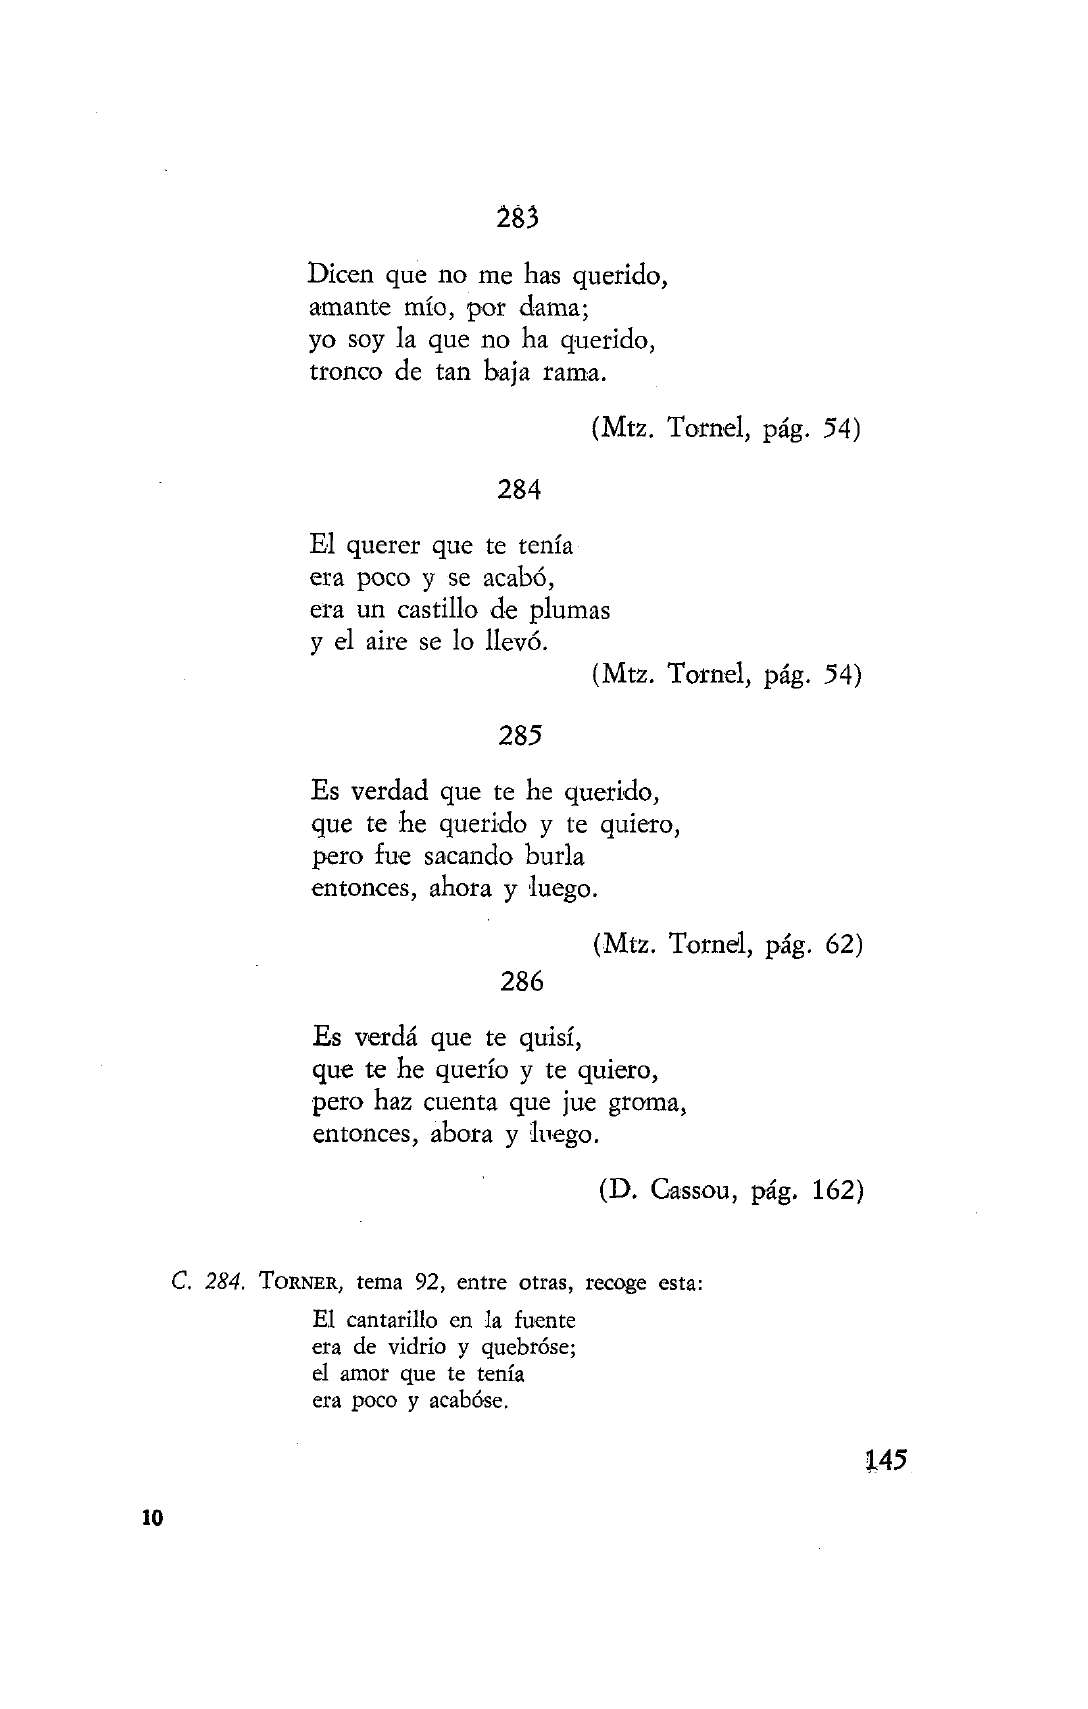 283
Dicen que no me has querido,
amante mío, por dama;
yo soy la que no ha querido,
tronco de tan baja rama.
(Mtz. Tornel, pág. 54)
284
El querer que te tenía
era poco y se acabó,
era un castillo de plumas
y el aire se lo llevó.
(Mtz. Tornel, pág. 54)
285
Es verdad que te he querido,
que te he querido y te quiero,
pero fue sacando burla
entonces, ahora y luego.
(Mtz. Tornel, pág. 62)
286
Es verdá que te quisí,
que te he querío y te quiero,
pero haz cuenta que jue groma,
entonces, abora y luego.
(D. Cassou, pág. 162)
C. 284. TORNER, tema 92, entre otras, recoge esta:
El cantarillo en la fuente
era de vidrio y quebróse;
el amor que te tenía
era poco y acabóse.
145
10